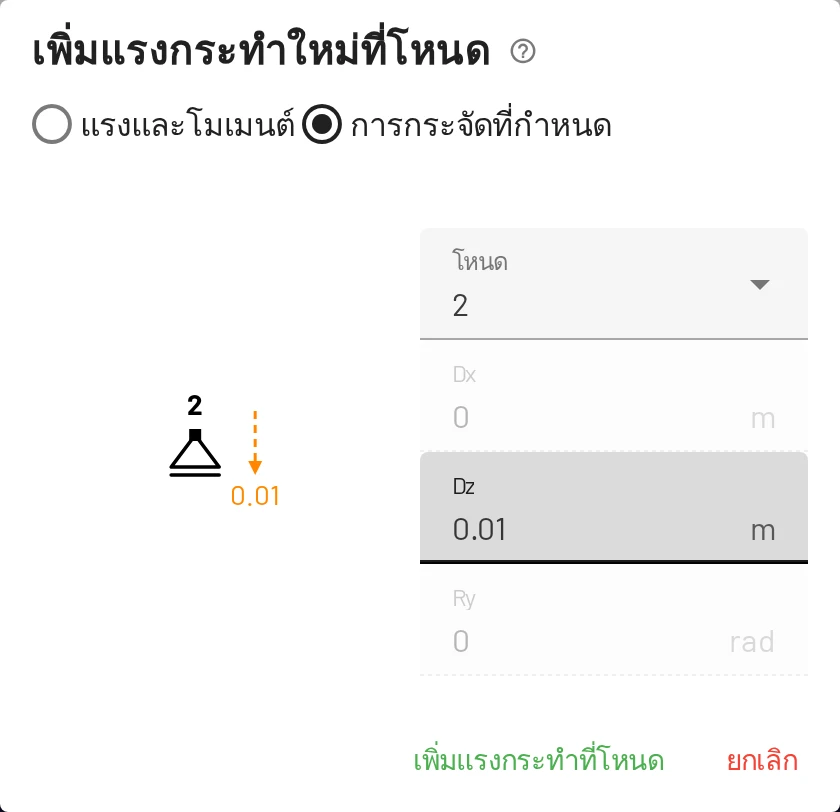 เพิ่มแรงกระทำใหม่ที่โหนด
แรงและโมเมนต์ การกระจัดที่กำหนด
โหนด
2
Dx
0 m
2
0.01
Dz
0.01 m
Ry
0 rad
เพิ่มแรงกระทำที่โหนด ยกเลิก